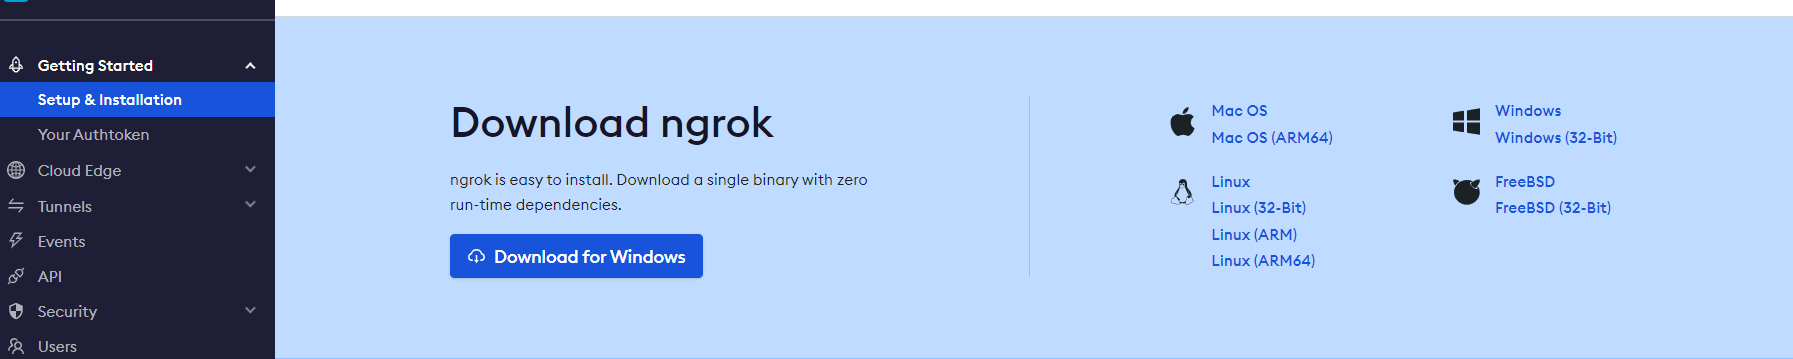 Getting Started
Setup & Installation
Your Authtoken
Cloud Edge
Tunnels
Events
API
Security
Users
Download ngrok
ngrok is easy to install. Download a single binary with zero
run-time dependencies.
Download for Windows
Mac OS
Mac OS (ARM64)
Linux
Linux (32-Bit)
Linux (ARM)
Linux (ARM64)
Windows
Windows (32-Bit)
FreeBSD
FreeBSD (32-Bit)